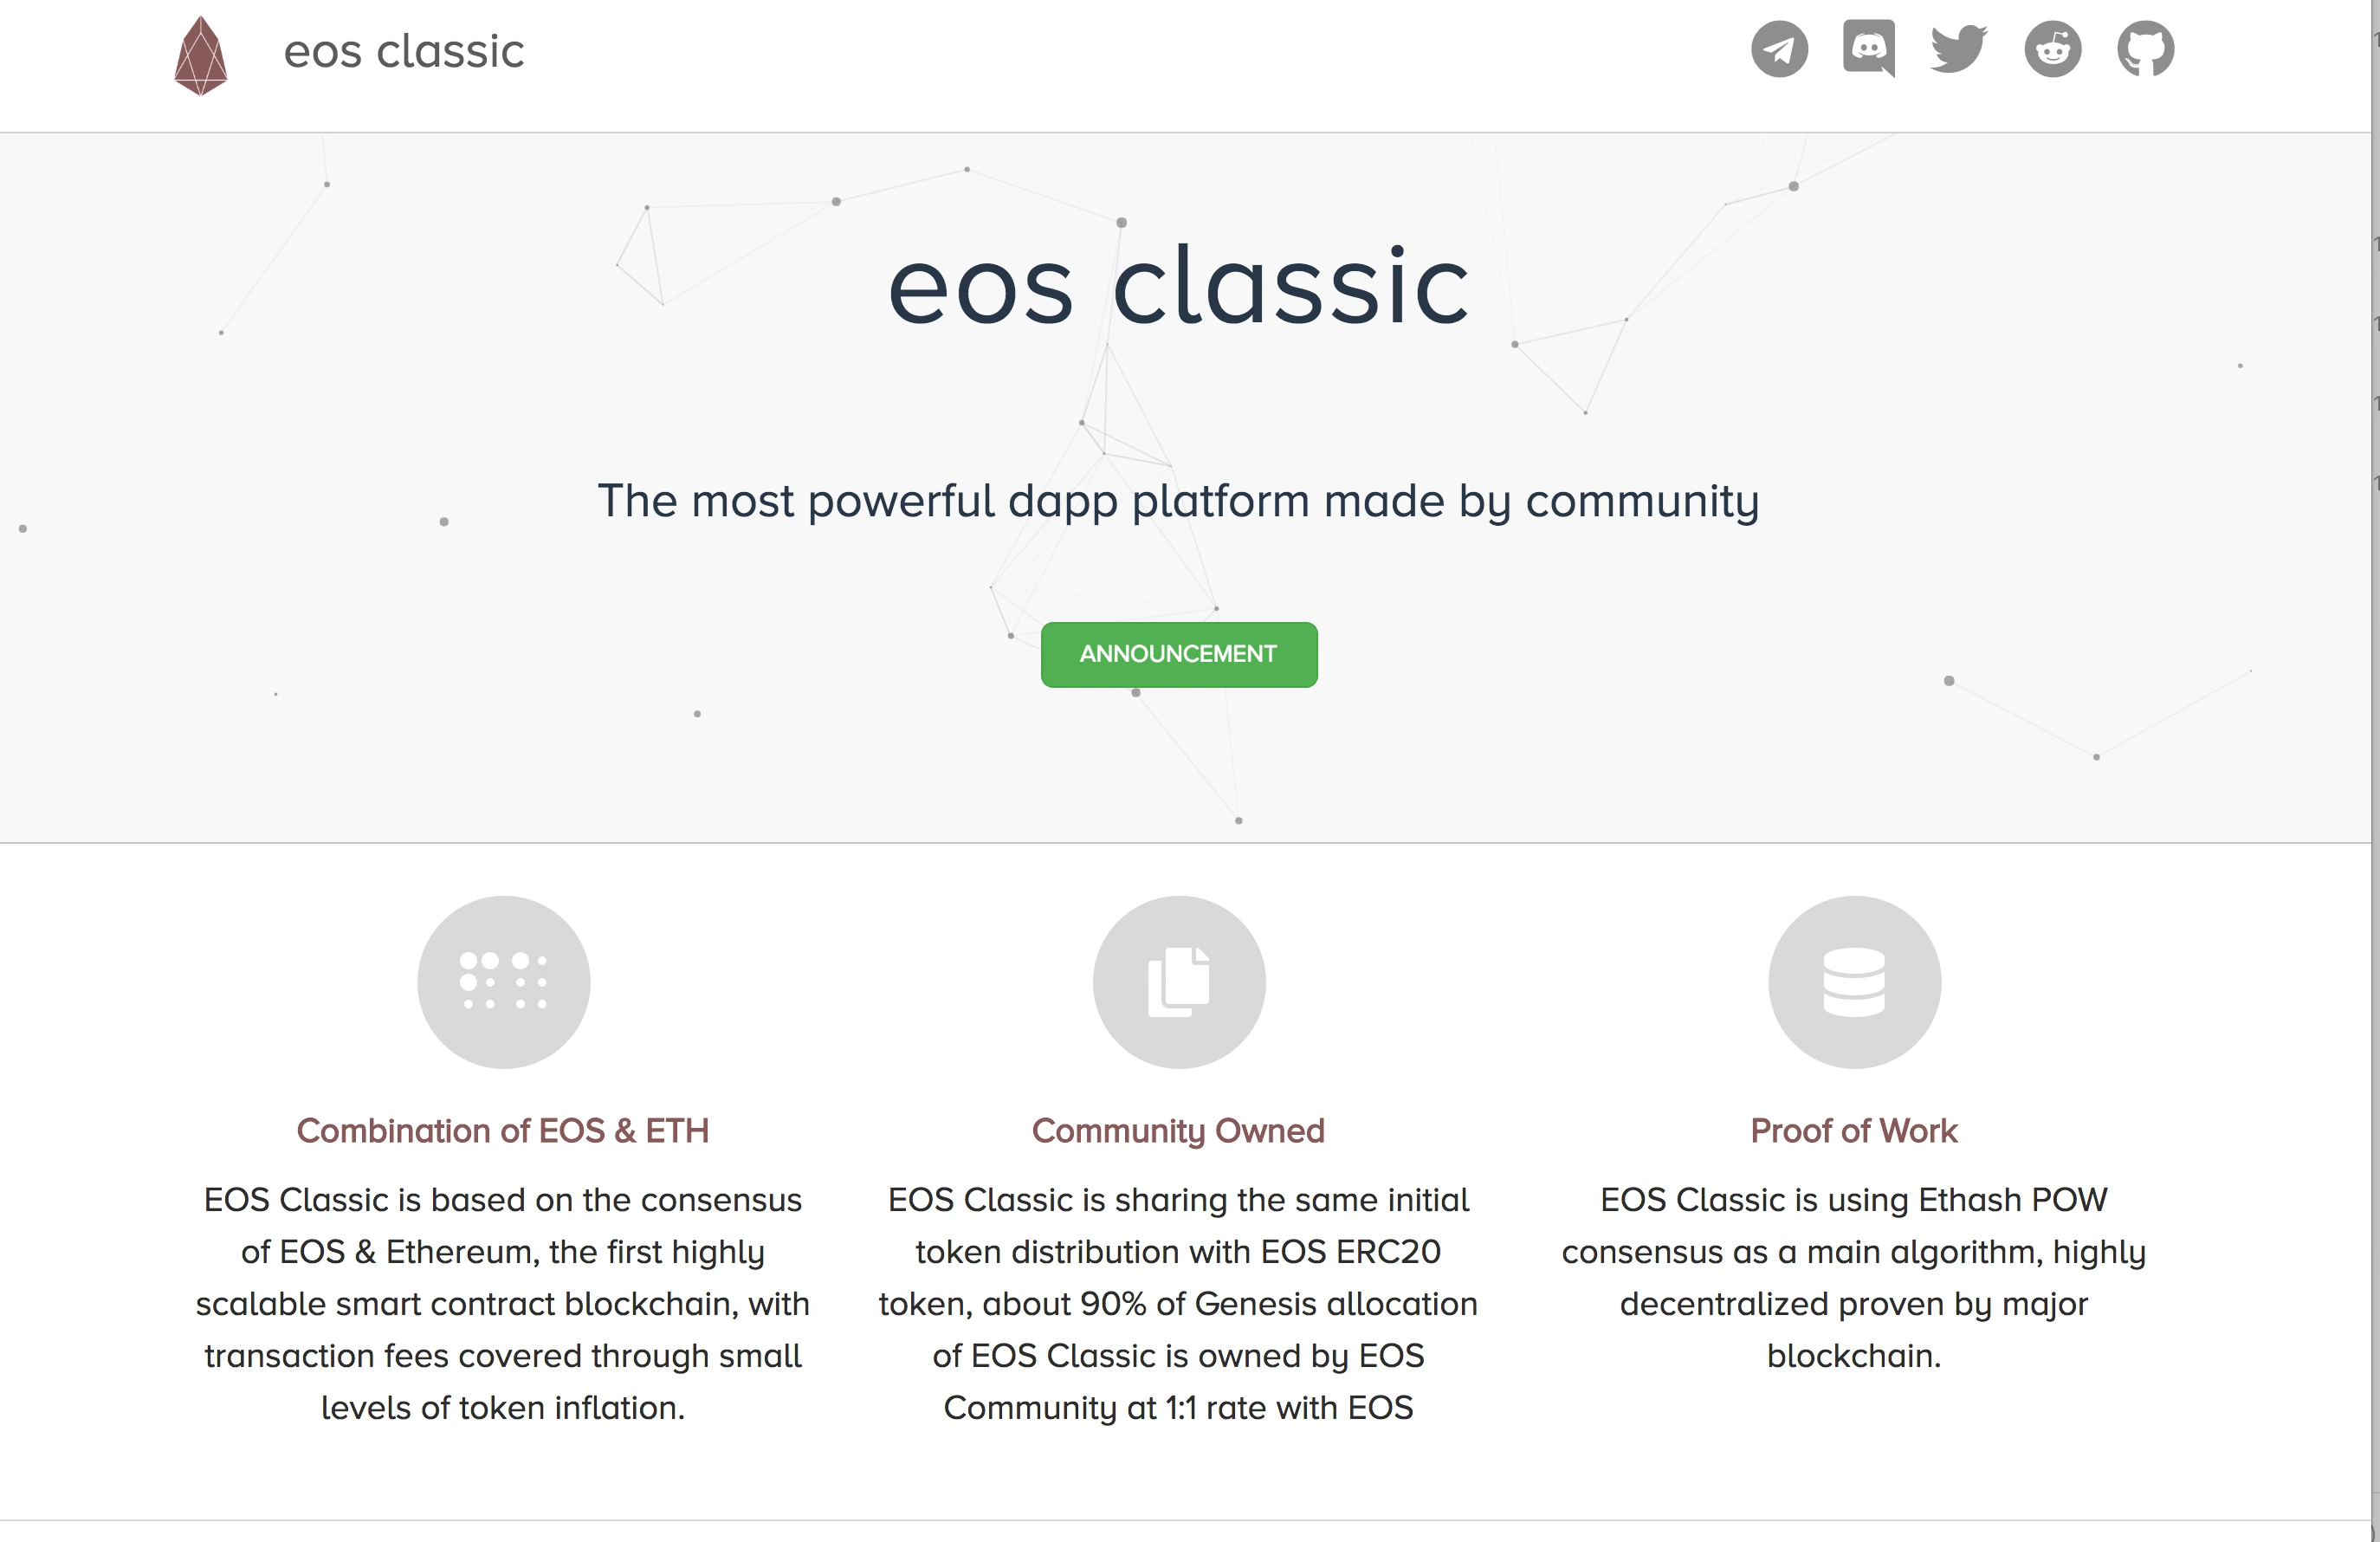 eos classic
eos classic
The most powerful dapp platform made by community
ANNOUNCEMENT
Combination of EOS & ETH
EOS Classic is based on the consensus
of EOS & Ethereum, the first highly
scalable smart contract blockchain, with
transaction fees covered through small
levels of token inflation.
Community Owned
EOS Classic is sharing the same initial
token distribution with EOS ERC20
token, about 90% of Genesis allocation
of EOS Classic is owned by EOS
Community at 1:1 rate with EOS
Proof of Work
EOS Classic is using Ethash POW
consensus as a main algorithm, highly
decentralized proven by major
blockchain.